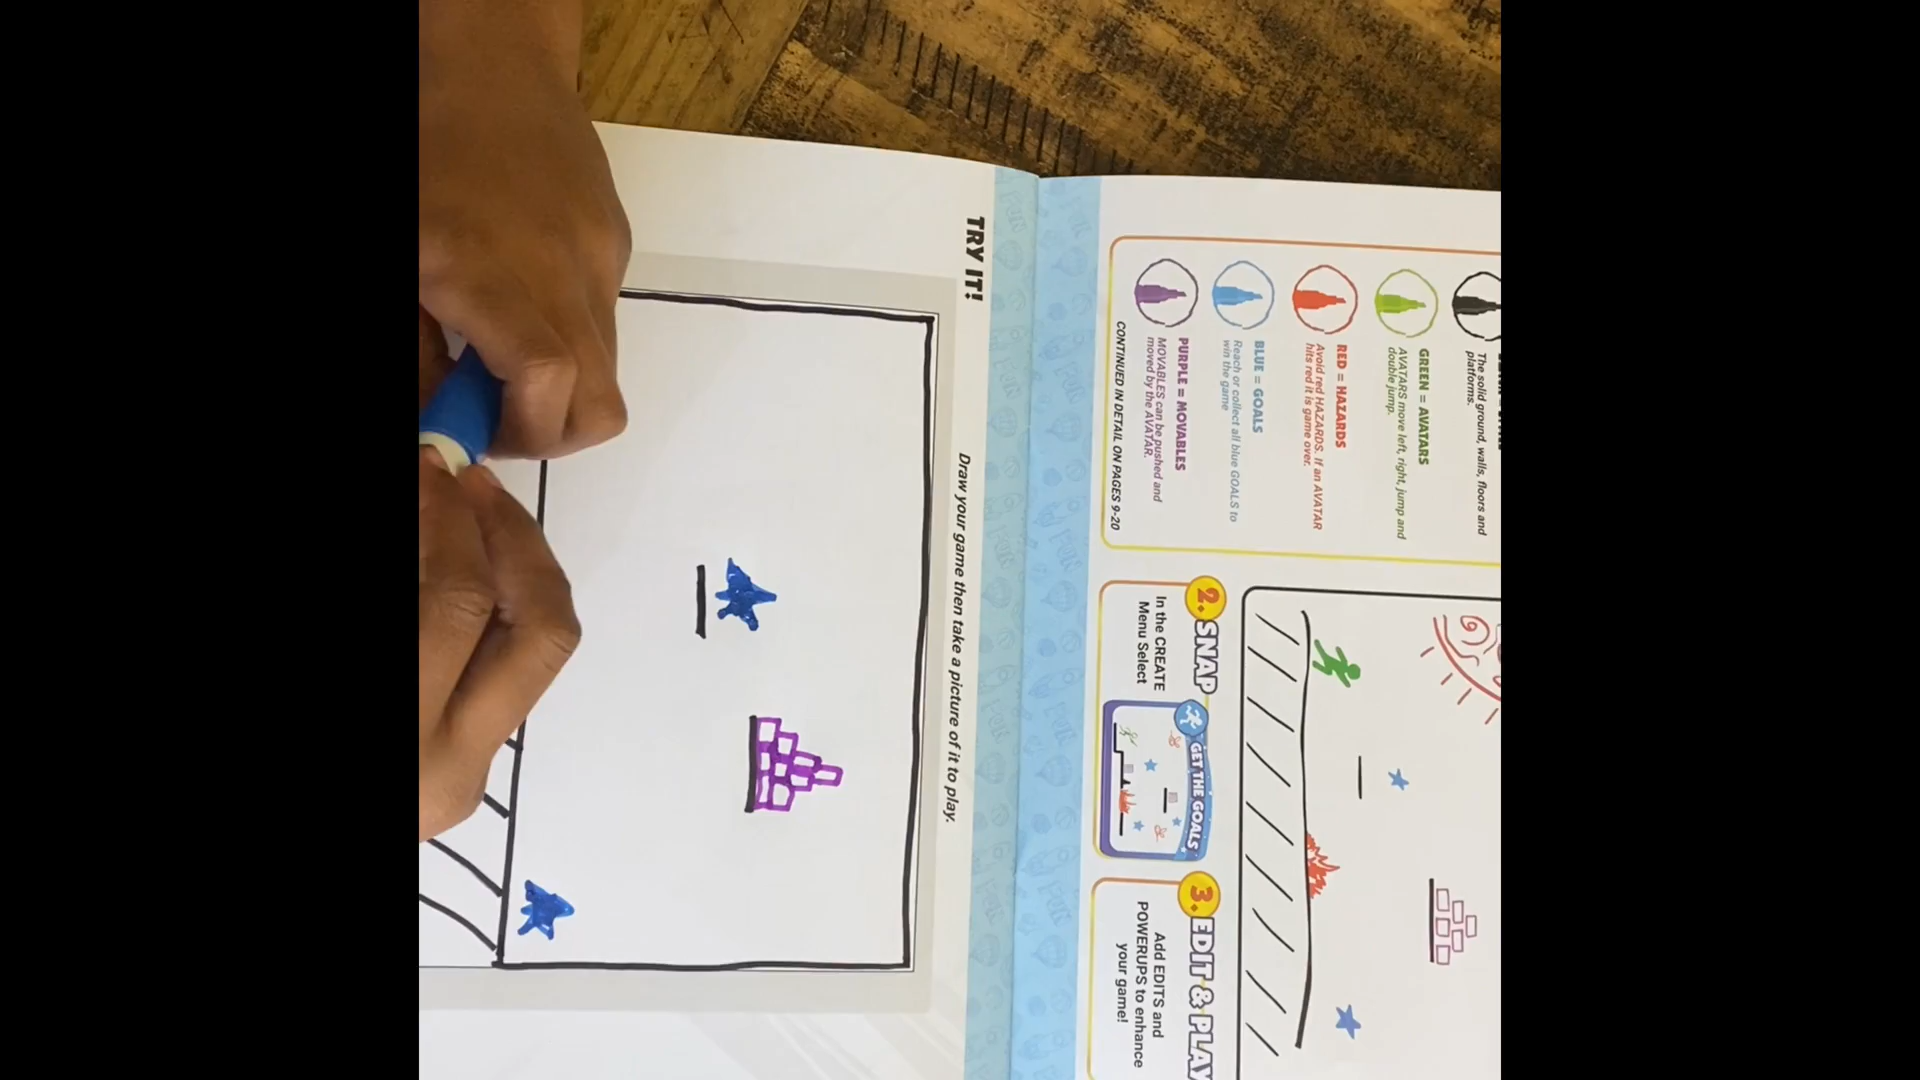 TRY IT!
Draw your game then take a picture of it to play.
The solid ground, walls, floors and
platforms.
GREEN = AVATARS
AVATARS move left, right, jump and
double jump.
RED = HAZARDS
Avoid red HAZARDS. If an AVATAR
hits red it is game over.
BLUE = GOALS
Reach or collect all blue GOALS to
win the game
PURPLE = MOVABLES
MOVABLES can be pushed and
moved by the AVATAR.
CONTINUED IN DETAIL ON PAGES 9-20
2. SNAP
In the CREATE
Menu Select
GET THE GOALS
3. EDIT & PLAY
Add EDITS and
POWERUPS to enhance
your game!